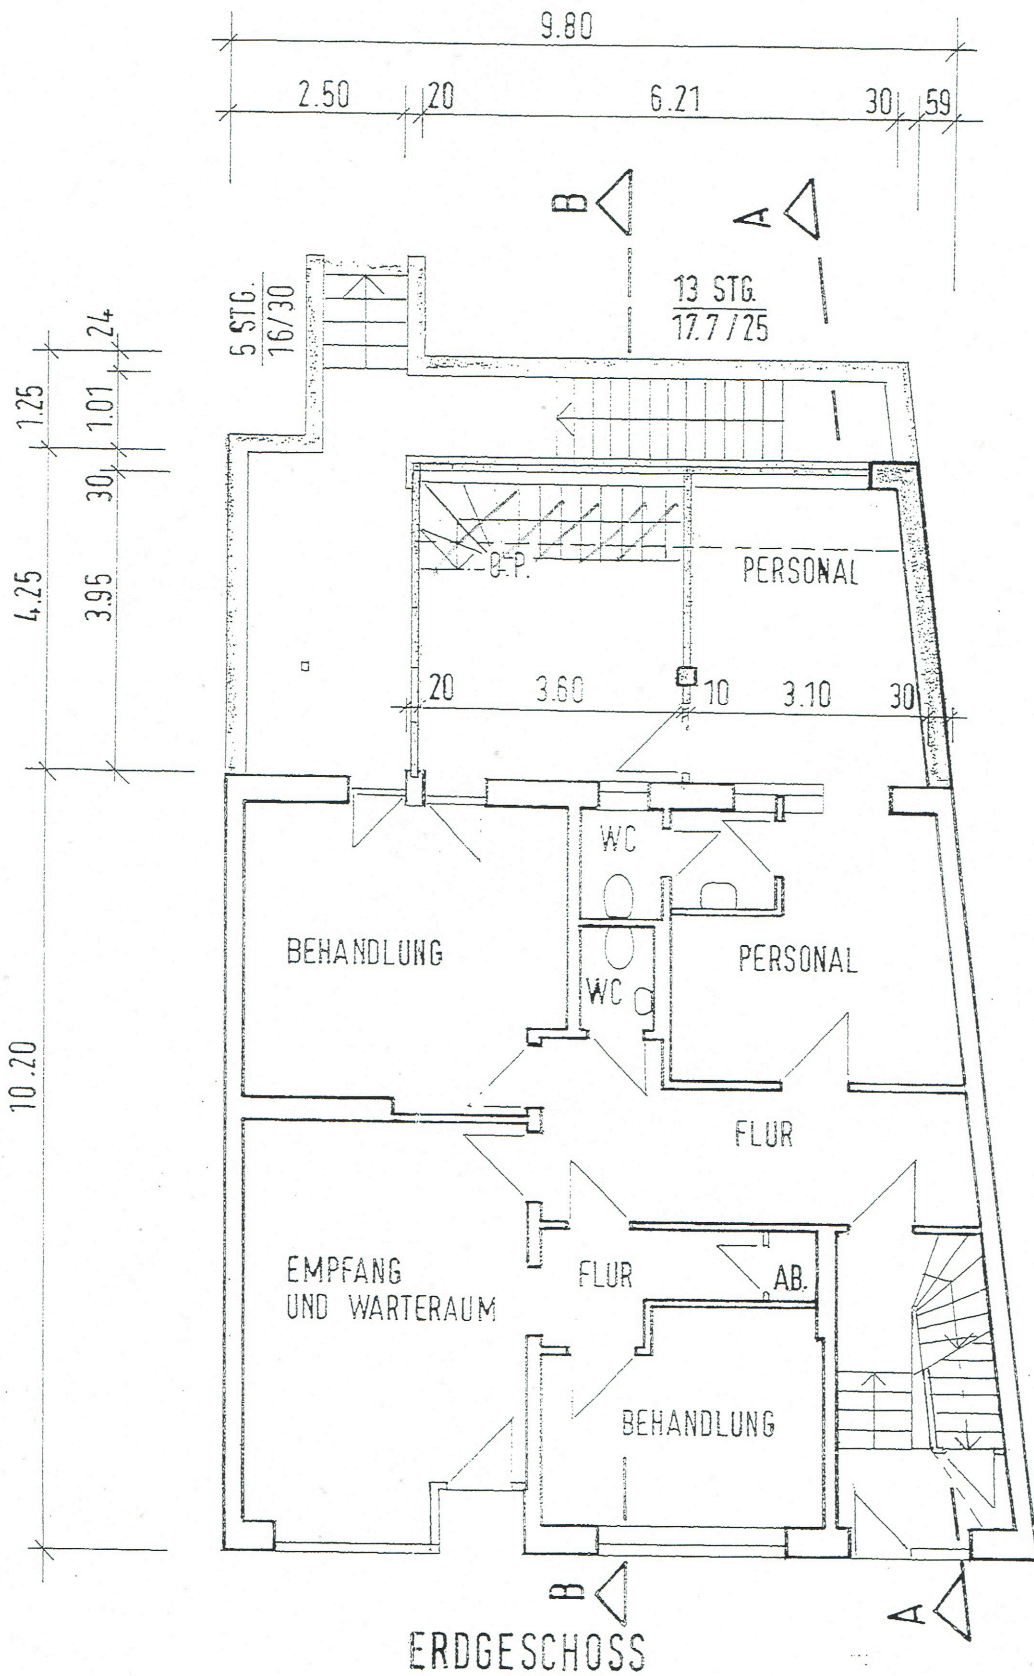 9.80
2.50 20 6.21 30 59
B A
5 STG.
16/30
13 STG.
17.7/25
24
1.25 1.01
30
4.25 3.95
PERSONAL
20 3.60 10 3.10 30
WC
BEHANDLUNG
WC
PERSONAL
10.20
FLUR
EMPFANG
UND WARTERAUM
FLUR
AB.
BEHANDLUNG
B A
ERDGESCHOSS